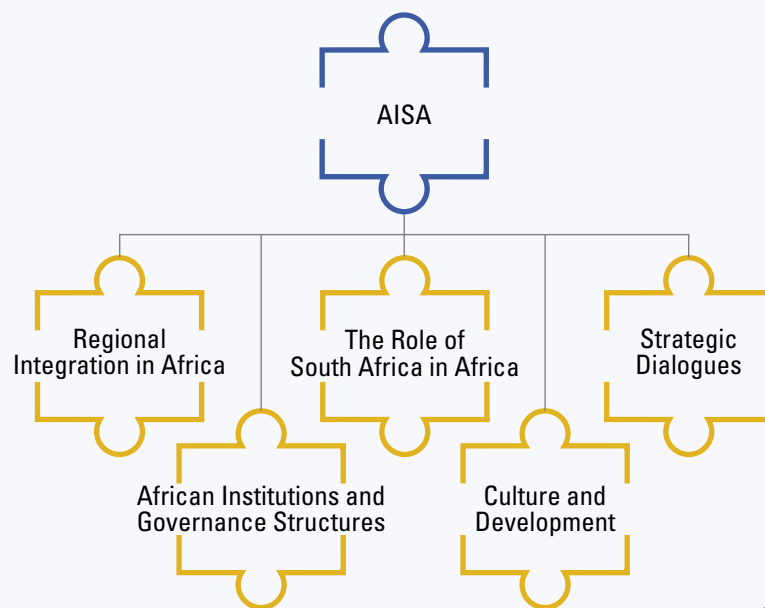 AISA
Regional
Integration in Africa
The Role of
South Africa in Africa
Strategic
Dialogues
African Institutions and
Governance Structures
Culture and
Development